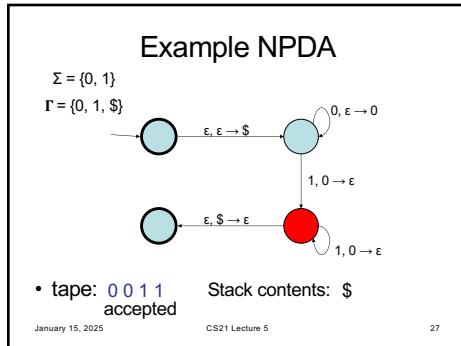 Example NPDA
Σ = {0, 1}
Γ = {0, 1, $}
ε, ε → $
0, ε → 0
1, 0 → ε
ε, $ → ε
1, 0 → ε
• tape: 0 0 1 1 Stack contents: $
accepted
January 15, 2025 CS21 Lecture 5 27